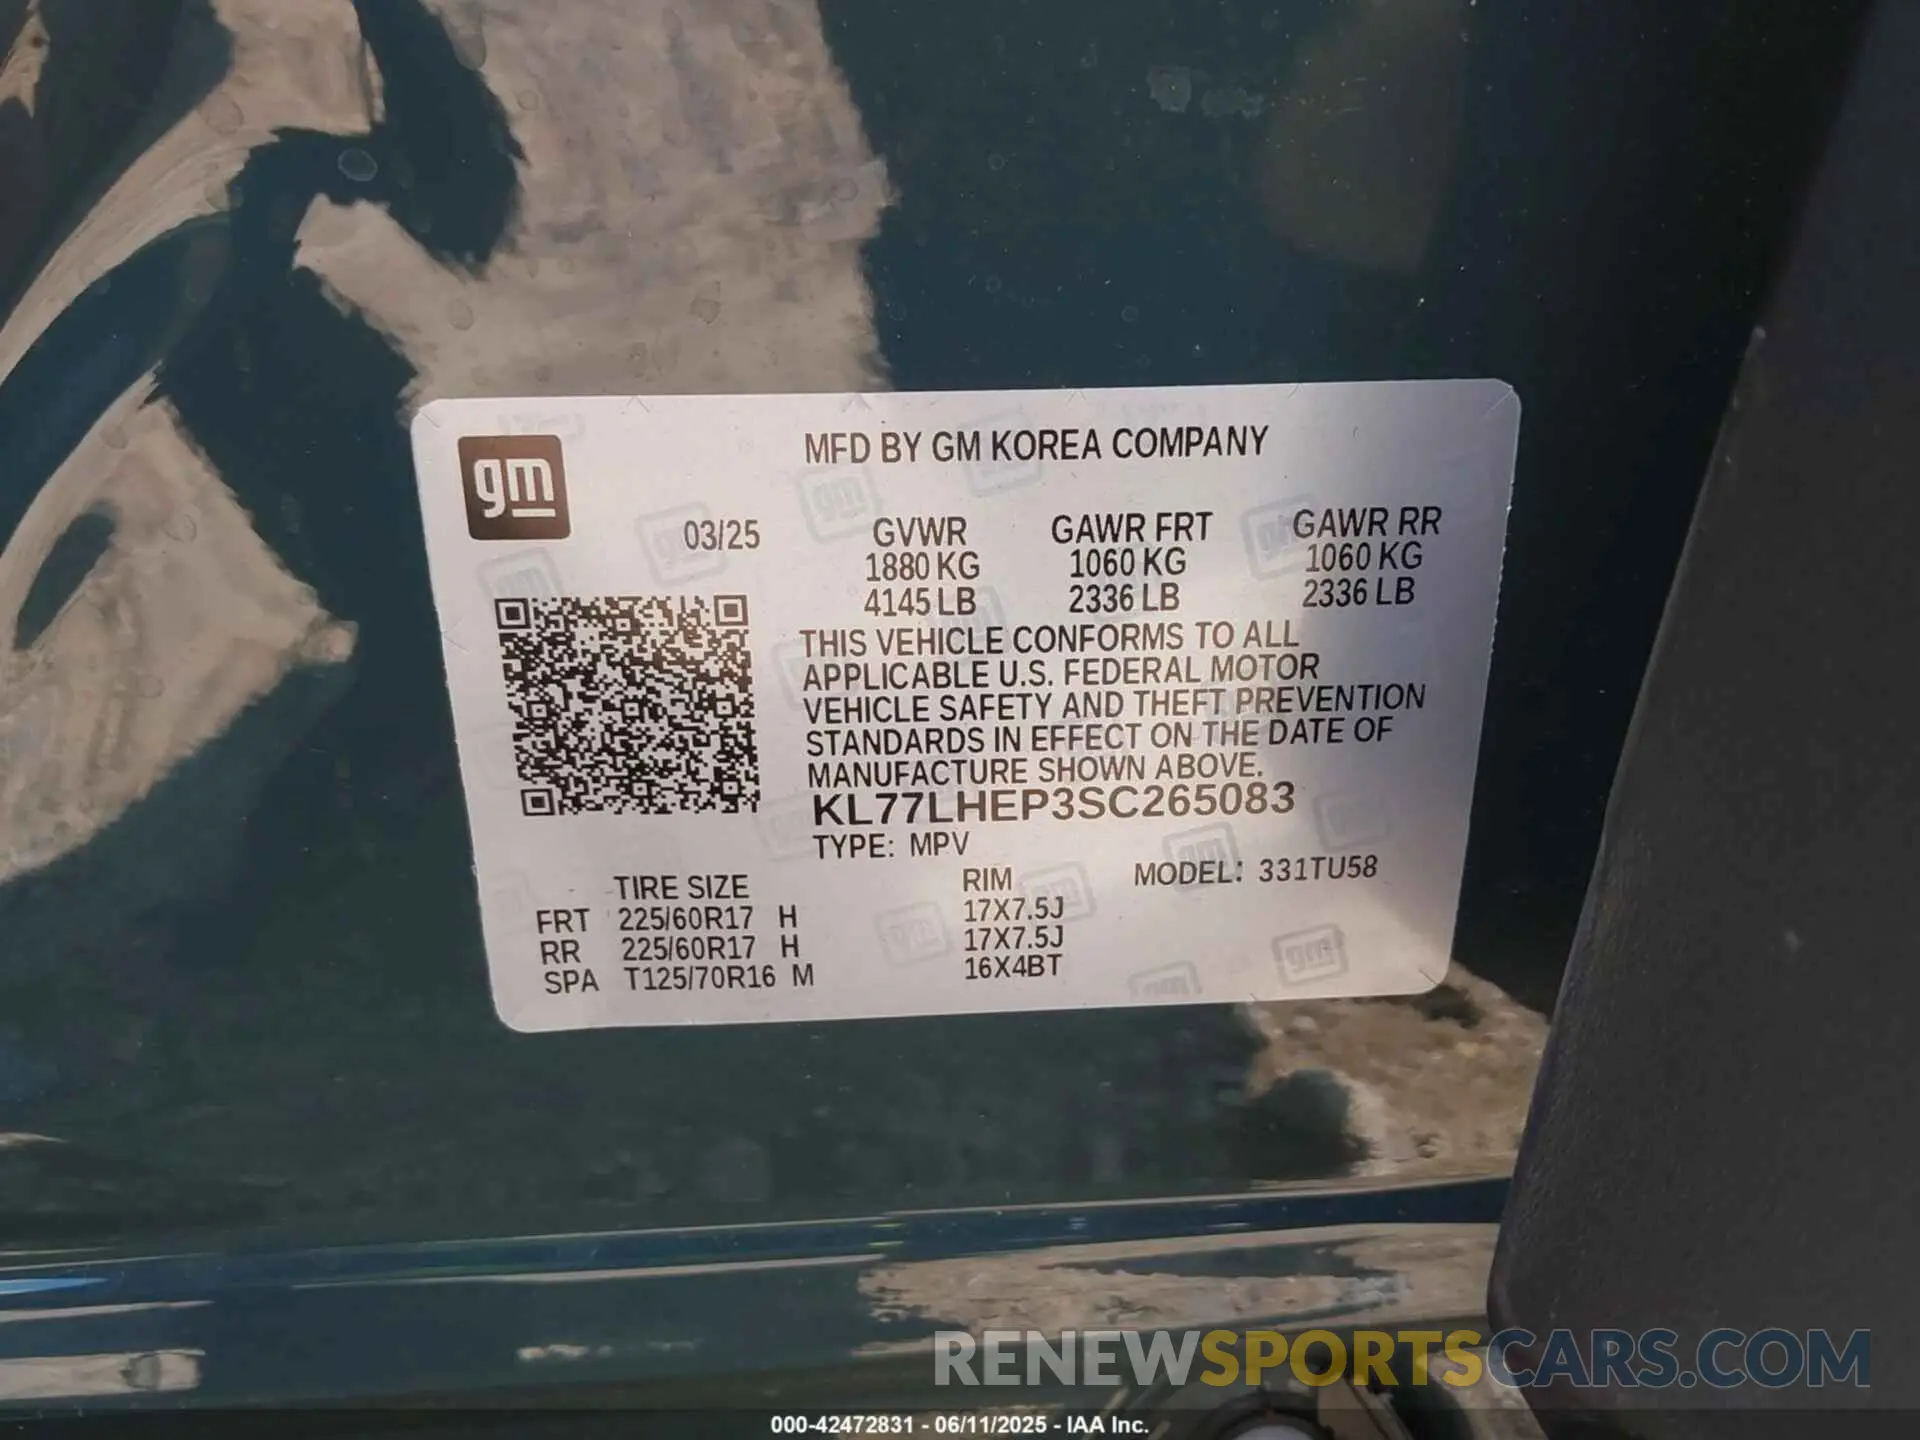 gm
MFD BY GM KOREA COMPANY
03/25 GVWR GAWR FRT GAWR RR
1880 KG 1060 KG 1060 KG
4145 LB 2336 LB 2336 LB
THIS VEHICLE CONFORMS TO ALL
APPLICABLE U.S. FEDERAL MOTOR
VEHICLE SAFETY AND THEFT PREVENTION
STANDARDS IN EFFECT ON THE DATE OF
MANUFACTURE SHOWN ABOVE.
KL77LHEP3SC265083
TYPE: MPV
TIRE SIZE RIM MODEL: 331TU58
FRT 225/60R17 H 17X7.5J
RR 225/60R17 H 17X7.5J
SPA T125/70R16 M 16X4BT
RENEWSPORTSCARS.COM
000-42472831 - 06/11/2025 - IAA Inc.